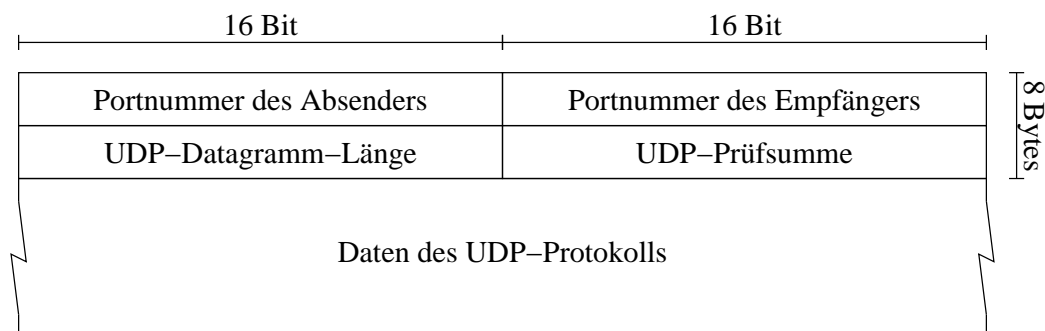 16 Bit 16 Bit
Portnummer des Absenders Portnummer des Empfängers
8 Bytes
UDP−Datagramm−Länge UDP−Prüfsumme
Daten des UDP−Protokolls